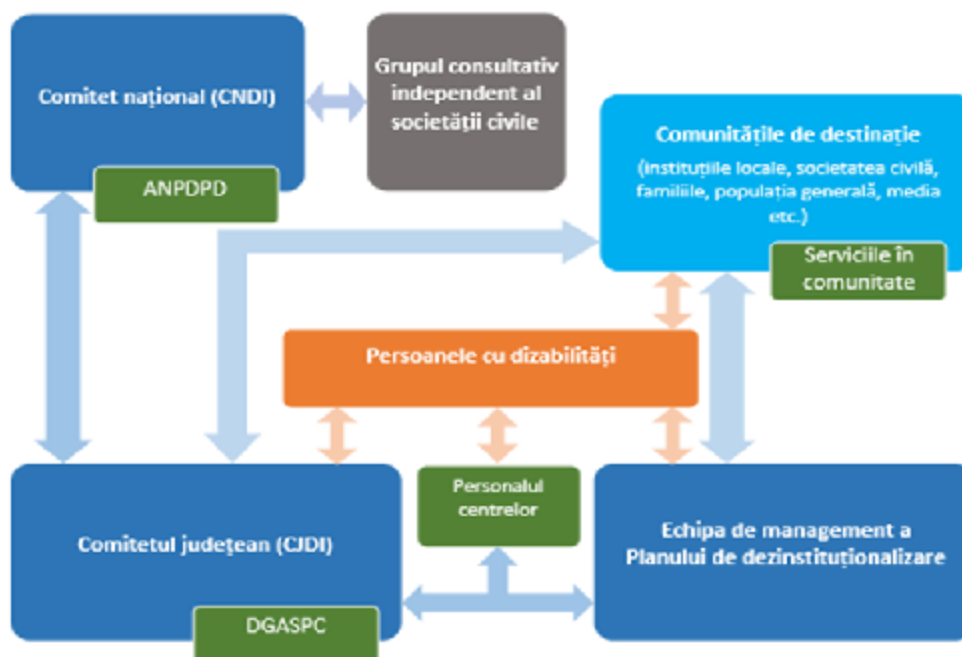 Comitet național (CNDI)
ANPDPD
Grupul consultativ
independent al
societății civile
Comunitățile de destinație
(instituțiile locale, societatea civilă,
familiile, populația generală, media
etc.)
Serviciile în
comunitate
Persoanele cu dizabilități
Comitetul județean (CJDI)
DGASPC
Personalul
centrelor
Echipa de management a
Planului de dezinstituționalizare